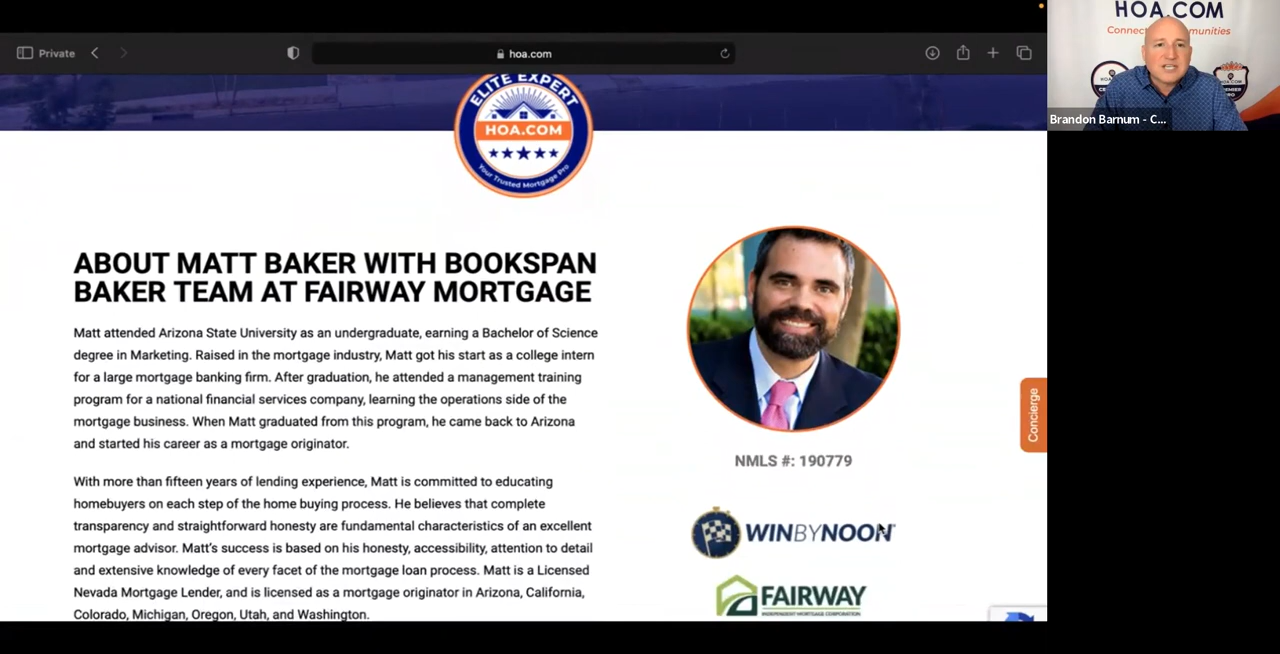 Private
hoa.com
HOA.COM
ELITE EXPERT
HOA.COM
Your Trusted Mortgage Pro
Brandon Barnum - C...
ABOUT MATT BAKER WITH BOOKSPAN
BAKER TEAM AT FAIRWAY MORTGAGE
Matt attended Arizona State University as an undergraduate, earning a Bachelor of Science
degree in Marketing. Raised in the mortgage industry, Matt got his start as a college intern
for a large mortgage banking firm. After graduation, he attended a management training
program for a national financial services company, learning the operations side of the
mortgage business. When Matt graduated from this program, he came back to Arizona
and started his career as a mortgage originator.
With more than fifteen years of lending experience, Matt is committed to educating
homebuyers on each step of the home buying process. He believes that complete
transparency and straightforward honesty are fundamental characteristics of an excellent
mortgage advisor. Matt's success is based on his honesty, accessibility, attention to detail
and extensive knowledge of every facet of the mortgage loan process. Matt is a Licensed
Nevada Mortgage Lender, and is licensed as a mortgage originator in Arizona, California,
Colorado, Michigan, Oregon, Utah, and Washington.
NMLS #: 190779
WINBYNOON
FAIRWAY
INDEPENDENT MORTGAGE CORPORATION
Concierge